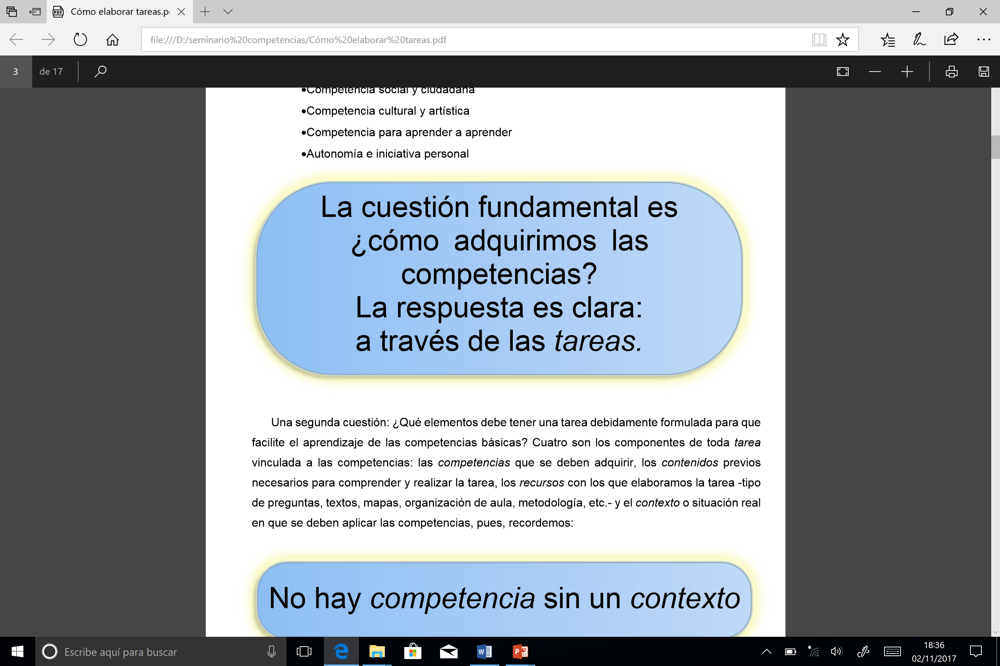 Cómo elaborar tareas.p
file:///D:/seminario%20competencias/Cómo%20elaborar%20tareas.pdf
3 de 17
•Competencia social y ciudadana
•Competencia cultural y artística
•Competencia para aprender a aprender
•Autonomía e iniciativa personal
La cuestión fundamental es
¿cómo adquirimos las
competencias?
La respuesta es clara:
a través de las tareas.
Una segunda cuestión: ¿Qué elementos debe tener una tarea debidamente formulada para que
facilite el aprendizaje de las competencias básicas? Cuatro son los componentes de toda tarea
vinculada a las competencias: las competencias que se deben adquirir, los contenidos previos
necesarios para comprender y realizar la tarea, los recursos con los que elaboramos la tarea -tipo
de preguntas, textos, mapas, organización de aula, metodología, etc.- y el contexto o situación real
en que se deben aplicar las competencias, pues, recordemos:
No hay competencia sin un contexto
Escribe aquí para buscar
18:36
02/11/2017